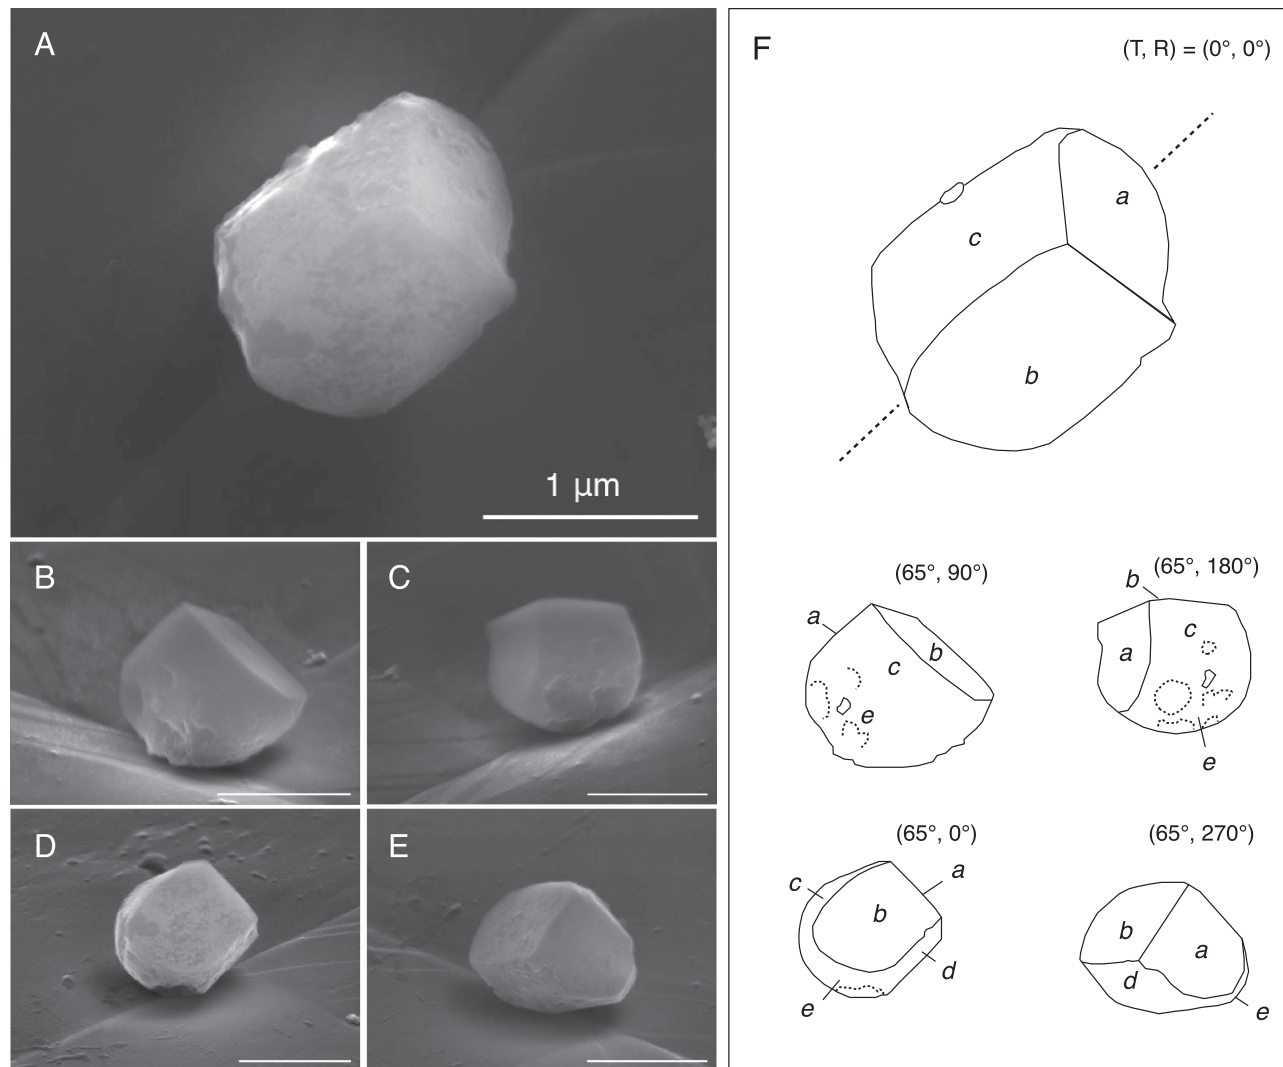 A
1 μm
B
C
D
E
F
(T, R) = (0°, 0°)
a
c
b
(65°, 90°)
a
b
c
e
(65°, 180°)
b
c
a
e
(65°, 0°)
c
a
b
d
e
(65°, 270°)
b
a
d
e